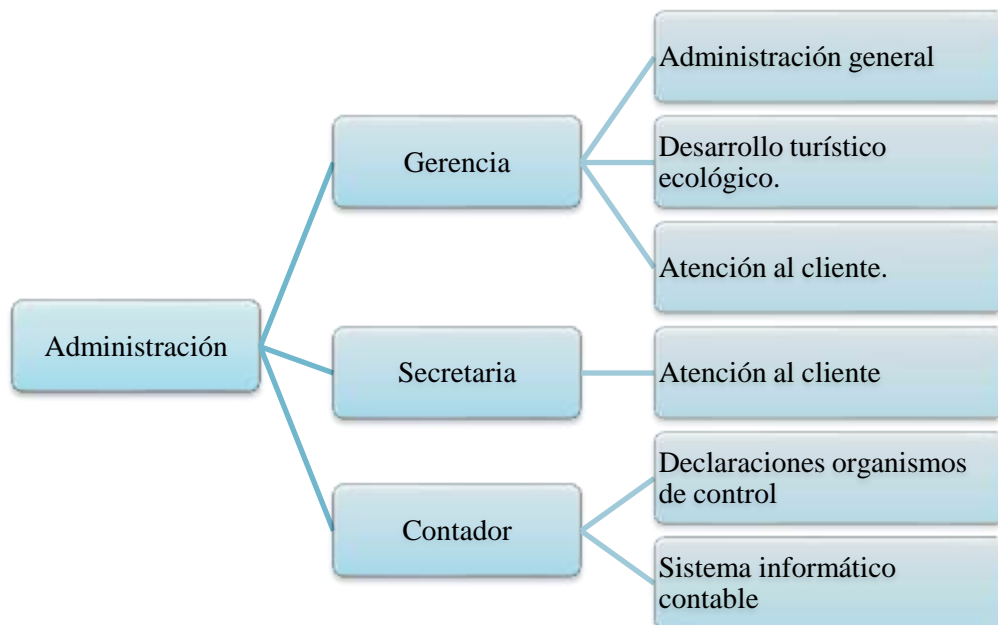 Administración
Gerencia
Administración general
Desarrollo turístico
ecológico.
Atención al cliente.
Secretaria
Atención al cliente
Contador
Declaraciones organismos
de control
Sistema informático
contable